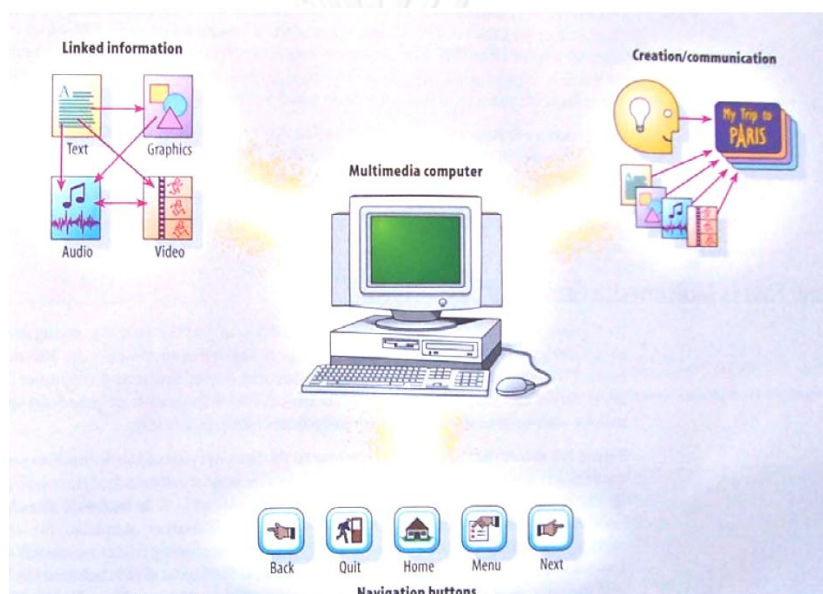 Linked information
Text
Graphics
Audio
Video
Multimedia computer
Creation/communication
My Trip to
PARIS
Back
Quit
Home
Menu
Next
Navigation buttons